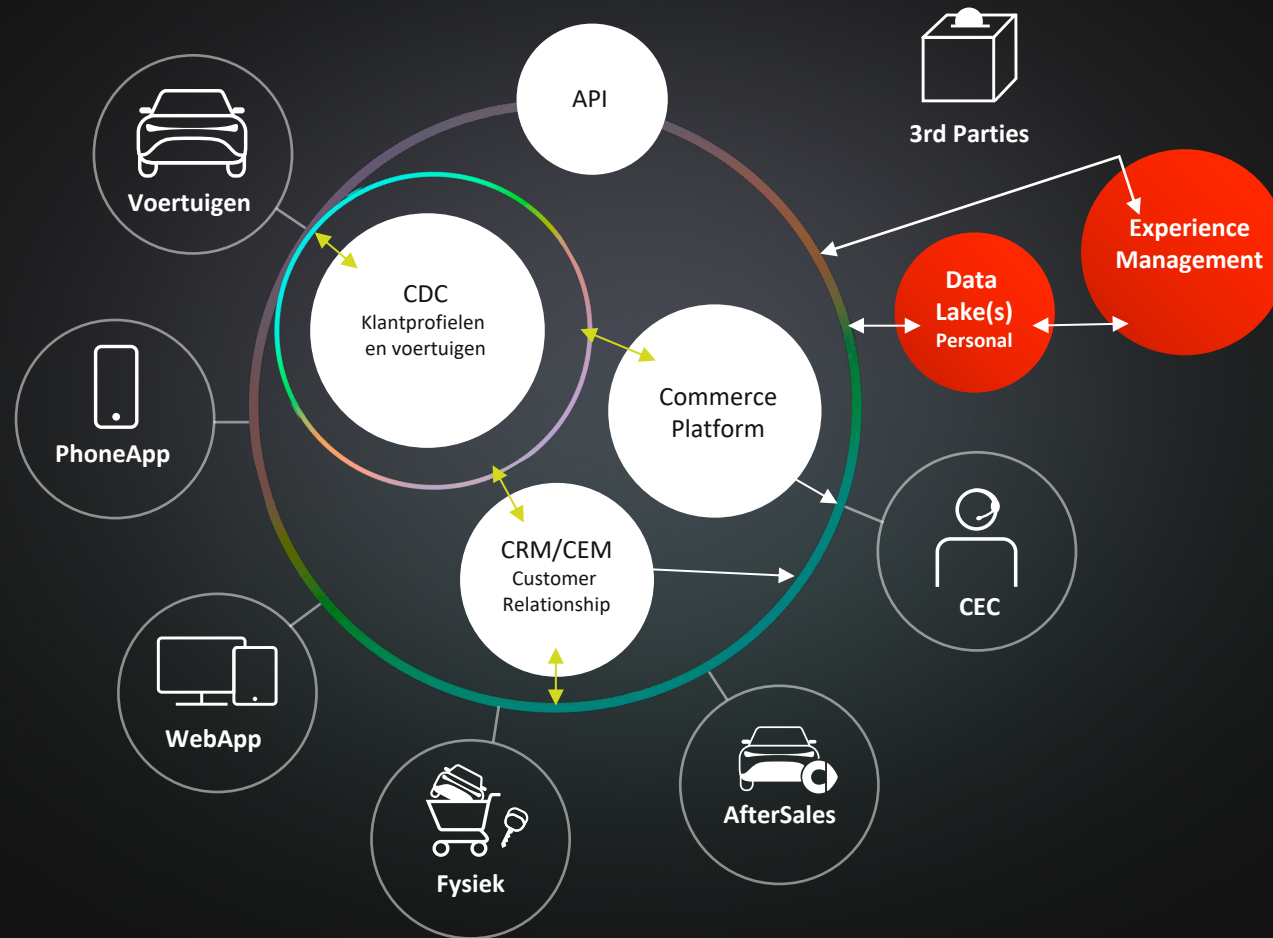 API
3rd Parties
Voertuigen
Experience
Management
Data
Lake(s)
Personal
CDC
Klantprofielen
en voertuigen
Commerce
Platform
PhoneApp
CRM/CEM
Customer
Relationship
CEC
WebApp
AfterSales
Fysiek